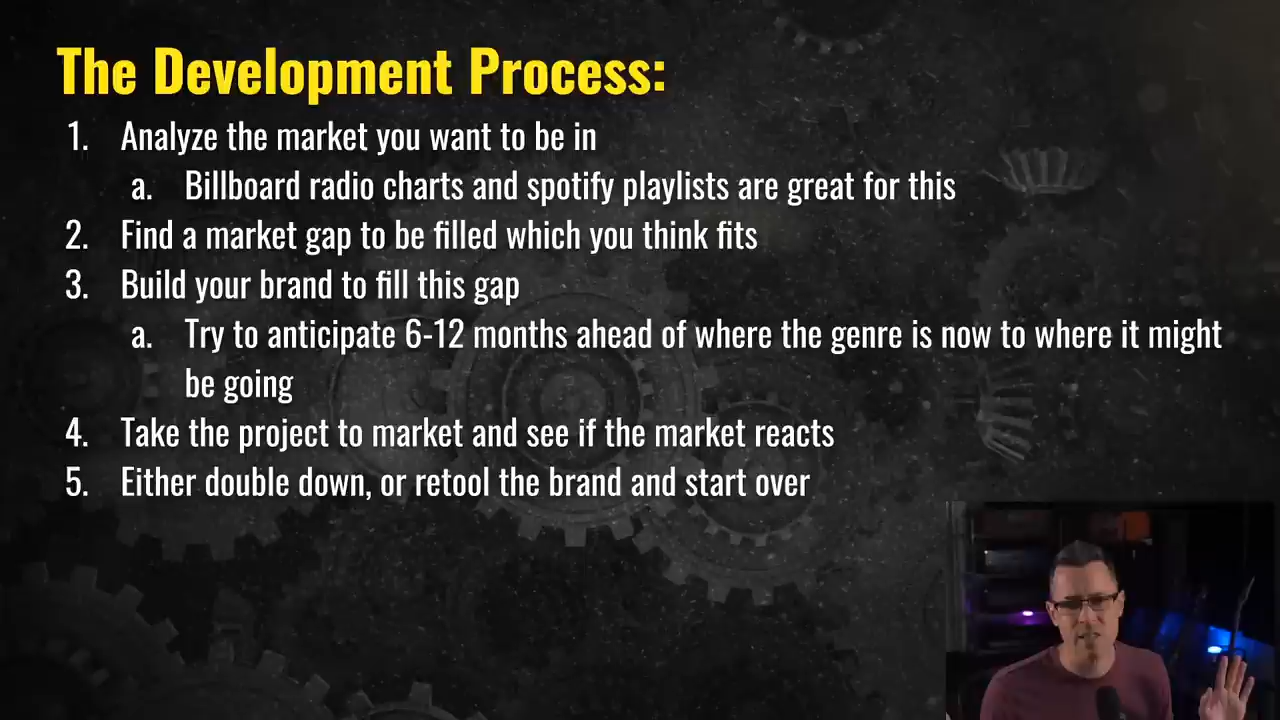 The Development Process:
1. Analyze the market you want to be in
a. Billboard radio charts and spotify playlists are great for this
2. Find a market gap to be filled which you think fits
3. Build your brand to fill this gap
a. Try to anticipate 6-12 months ahead of where the genre is now to where it might
be going
4. Take the project to market and see if the market reacts
5. Either double down, or retool the brand and start over